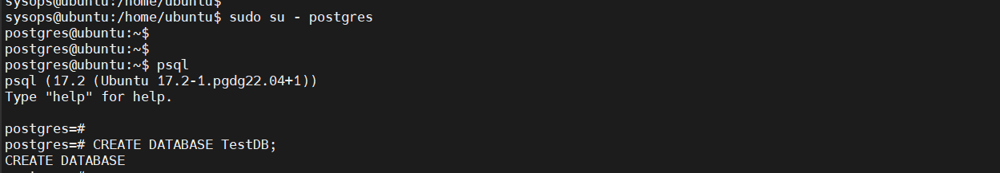 sysops@ubuntu:/home/ubuntu$
sysops@ubuntu:/home/ubuntu$ sudo su - postgres
postgres@ubuntu:~$
postgres@ubuntu:~$
postgres@ubuntu:~$ psql
psql (17.2 (Ubuntu 17.2-1.pgdg22.04+1))
Type "help" for help.
postgres=#
postgres=# CREATE DATABASE TestDB;
CREATE DATABASE